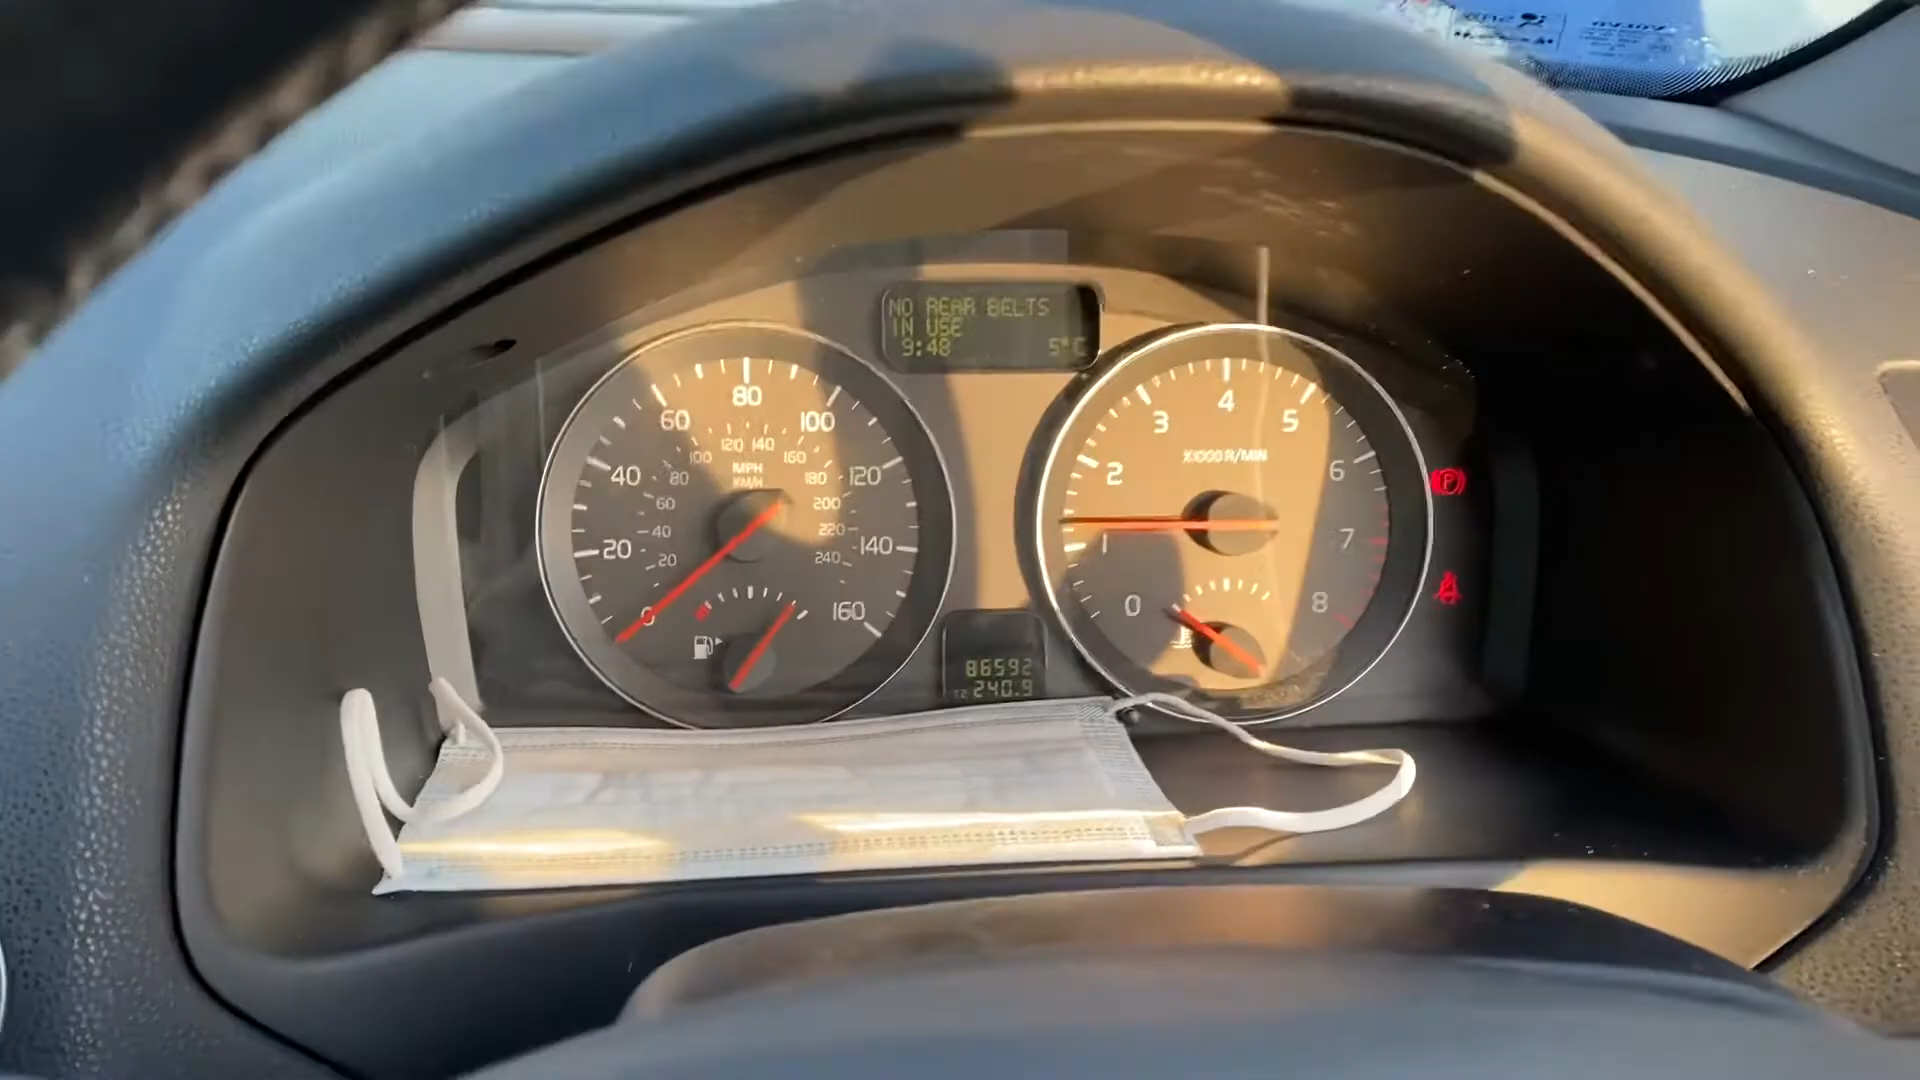 NO REAR BELTS
IN USE
9:48 5°C
80
60 100
120 140
100 160
MPH
KM/H
40 80 180 120
60 200
40 220
20 140
20 240
0 160
4
3 5
X1000 R/MIN
2 6
1 7
0 8
P
86592
T2 240.9